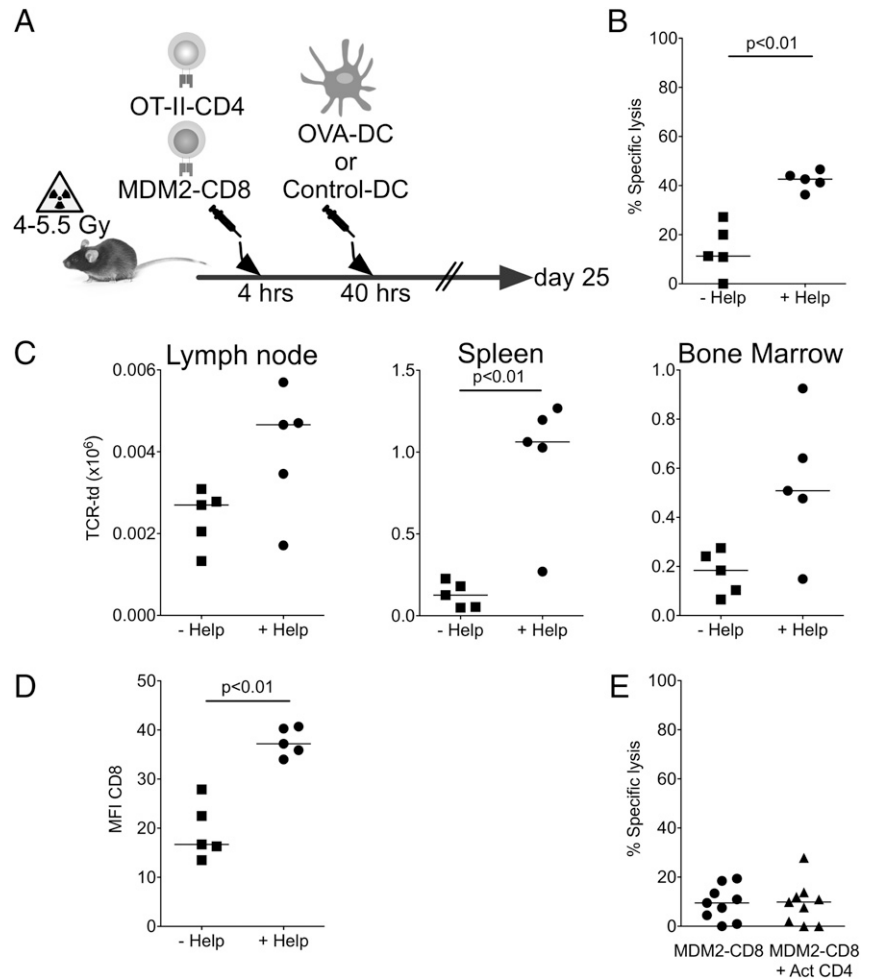 A
OT-II-CD4
MDM2-CD8
4-5.5 Gy
OVA-DC
or
Control-DC
4 hrs
40 hrs
day 25
B
% Specific lysis
100
80
60
40
20
0
p<0.01
- Help
+ Help
C
Lymph node
TCR-td (x10⁶)
0.006
0.004
0.002
0.000
- Help
+ Help
Spleen
p<0.01
1.5
1.0
0.5
0.0
- Help
+ Help
Bone Marrow
1.0
0.8
0.6
0.4
0.2
0.0
- Help
+ Help
D
MFI CD8
50
40
30
20
10
0
p<0.01
- Help
+ Help
E
% Specific lysis
100
80
60
40
20
0
MDM2-CD8
MDM2-CD8
+ Act CD4